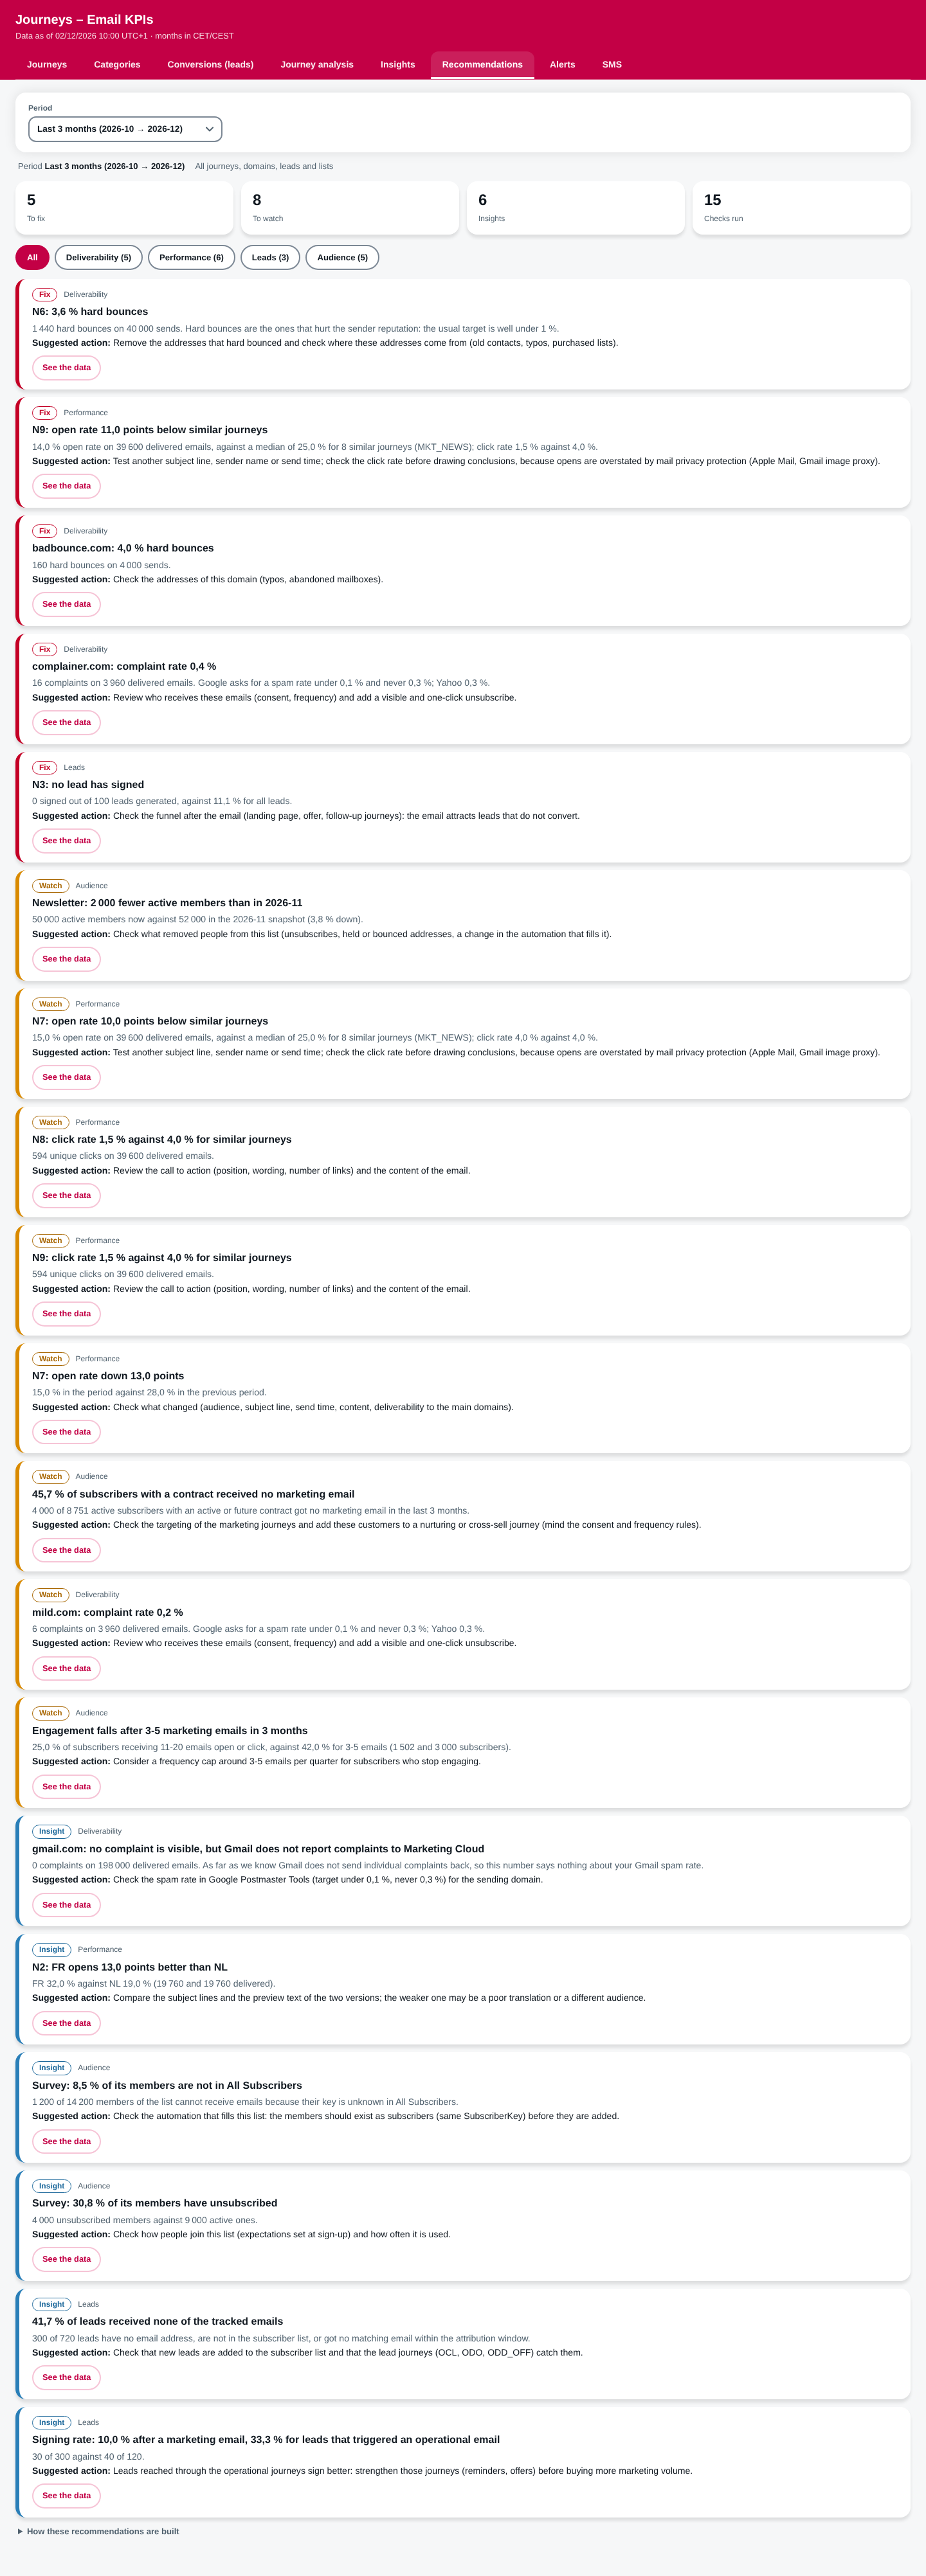 Journeys – Email KPIs
Data as of 02/12/2026 10:00 UTC+1 · months in CET/CEST
Journeys Categories Conversions (leads) Journey analysis Insights Recommendations Alerts SMS
Period
Last 3 months (2026-10 → 2026-12)
Period Last 3 months (2026-10 → 2026-12) All journeys, domains, leads and lists
5
To fix
8
To watch
6
Insights
15
Checks run
All Deliverability (5) Performance (6) Leads (3) Audience (5)
Fix Deliverability
N6: 3,6 % hard bounces
1 440 hard bounces on 40 000 sends. Hard bounces are the ones that hurt the sender reputation: the usual target is well under 1 %.
Suggested action: Remove the addresses that hard bounced and check where these addresses come from (old contacts, typos, purchased lists).
See the data
Fix Performance
N9: open rate 11,0 points below similar journeys
14,0 % open rate on 39 600 delivered emails, against a median of 25,0 % for 8 similar journeys (MKT_NEWS); click rate 1,5 % against 4,0 %.
Suggested action: Test another subject line, sender name or send time; check the click rate before drawing conclusions, because opens are overstated by mail privacy protection (Apple Mail, Gmail image proxy).
See the data
Fix Deliverability
badbounce.com: 4,0 % hard bounces
160 hard bounces on 4 000 sends.
Suggested action: Check the addresses of this domain (typos, abandoned mailboxes).
See the data
Fix Deliverability
complainer.com: complaint rate 0,4 %
16 complaints on 3 960 delivered emails. Google asks for a spam rate under 0,1 % and never 0,3 %; Yahoo 0,3 %.
Suggested action: Review who receives these emails (consent, frequency) and add a visible and one-click unsubscribe.
See the data
Fix Leads
N3: no lead has signed
0 signed out of 100 leads generated, against 11,1 % for all leads.
Suggested action: Check the funnel after the email (landing page, offer, follow-up journeys): the email attracts leads that do not convert.
See the data
Watch Audience
Newsletter: 2 000 fewer active members than in 2026-11
50 000 active members now against 52 000 in the 2026-11 snapshot (3,8 % down).
Suggested action: Check what removed people from this list (unsubscribes, held or bounced addresses, a change in the automation that fills it).
See the data
Watch Performance
N7: open rate 10,0 points below similar journeys
15,0 % open rate on 39 600 delivered emails, against a median of 25,0 % for 8 similar journeys (MKT_NEWS); click rate 4,0 % against 4,0 %.
Suggested action: Test another subject line, sender name or send time; check the click rate before drawing conclusions, because opens are overstated by mail privacy protection (Apple Mail, Gmail image proxy).
See the data
Watch Performance
N8: click rate 1,5 % against 4,0 % for similar journeys
594 unique clicks on 39 600 delivered emails.
Suggested action: Review the call to action (position, wording, number of links) and the content of the email.
See the data
Watch Performance
N9: click rate 1,5 % against 4,0 % for similar journeys
594 unique clicks on 39 600 delivered emails.
Suggested action: Review the call to action (position, wording, number of links) and the content of the email.
See the data
Watch Performance
N7: open rate down 13,0 points
15,0 % in the period against 28,0 % in the previous period.
Suggested action: Check what changed (audience, subject line, send time, content, deliverability to the main domains).
See the data
Watch Audience
45,7 % of subscribers with a contract received no marketing email
4 000 of 8 751 active subscribers with an active or future contract got no marketing email in the last 3 months.
Suggested action: Check the targeting of the marketing journeys and add these customers to a nurturing or cross-sell journey (mind the consent and frequency rules).
See the data
Watch Deliverability
mild.com: complaint rate 0,2 %
6 complaints on 3 960 delivered emails. Google asks for a spam rate under 0,1 % and never 0,3 %; Yahoo 0,3 %.
Suggested action: Review who receives these emails (consent, frequency) and add a visible and one-click unsubscribe.
See the data
Watch Audience
Engagement falls after 3-5 marketing emails in 3 months
25,0 % of subscribers receiving 11-20 emails open or click, against 42,0 % for 3-5 emails (1 502 and 3 000 subscribers).
Suggested action: Consider a frequency cap around 3-5 emails per quarter for subscribers who stop engaging.
See the data
Insight Deliverability
gmail.com: no complaint is visible, but Gmail does not report complaints to Marketing Cloud
0 complaints on 198 000 delivered emails. As far as we know Gmail does not send individual complaints back, so this number says nothing about your Gmail spam rate.
Suggested action: Check the spam rate in Google Postmaster Tools (target under 0,1 %, never 0,3 %) for the sending domain.
See the data
Insight Performance
N2: FR opens 13,0 points better than NL
FR 32,0 % against NL 19,0 % (19 760 and 19 760 delivered).
Suggested action: Compare the subject lines and the preview text of the two versions; the weaker one may be a poor translation or a different audience.
See the data
Insight Audience
Survey: 8,5 % of its members are not in All Subscribers
1 200 of 14 200 members of the list cannot receive emails because their key is unknown in All Subscribers.
Suggested action: Check the automation that fills this list: the members should exist as subscribers (same SubscriberKey) before they are added.
See the data
Insight Audience
Survey: 30,8 % of its members have unsubscribed
4 000 unsubscribed members against 9 000 active ones.
Suggested action: Check how people join this list (expectations set at sign-up) and how often it is used.
See the data
Insight Leads
41,7 % of leads received none of the tracked emails
300 of 720 leads have no email address, are not in the subscriber list, or got no matching email within the attribution window.
Suggested action: Check that new leads are added to the subscriber list and that the lead journeys (OCL, ODO, ODD_OFF) catch them.
See the data
Insight Leads
Signing rate: 10,0 % after a marketing email, 33,3 % for leads that triggered an operational email
30 of 300 against 40 of 120.
Suggested action: Leads reached through the operational journeys sign better: strengthen those journeys (reminders, offers) before buying more marketing volume.
See the data
▶ How these recommendations are built